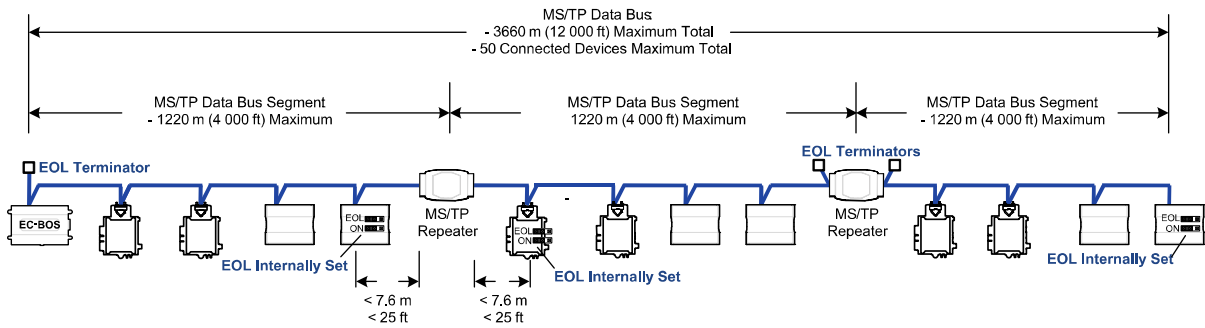 MS/TP Data Bus
- 3660 m (12 000 ft) Maximum Total
- 50 Connected Devices Maximum Total
MS/TP Data Bus Segment
- 1220 m (4 000 ft) Maximum
MS/TP Data Bus Segment
1220 m (4 000 ft) Maximum
-
MS/TP Data Bus Segment
- 1220 m (4 000 ft) Maximum
EOL Terminator
EOL Terminators
EC-BOS
EOL
ON
MS/TP
Repeater
EOL
ON
MS/TP
Repeater
EOL
ON
EOL Internally Set
EOL Internally Set
EOL Internally Set
< 7.6 m
< 25 ft
< 7.6 m
< 25 ft